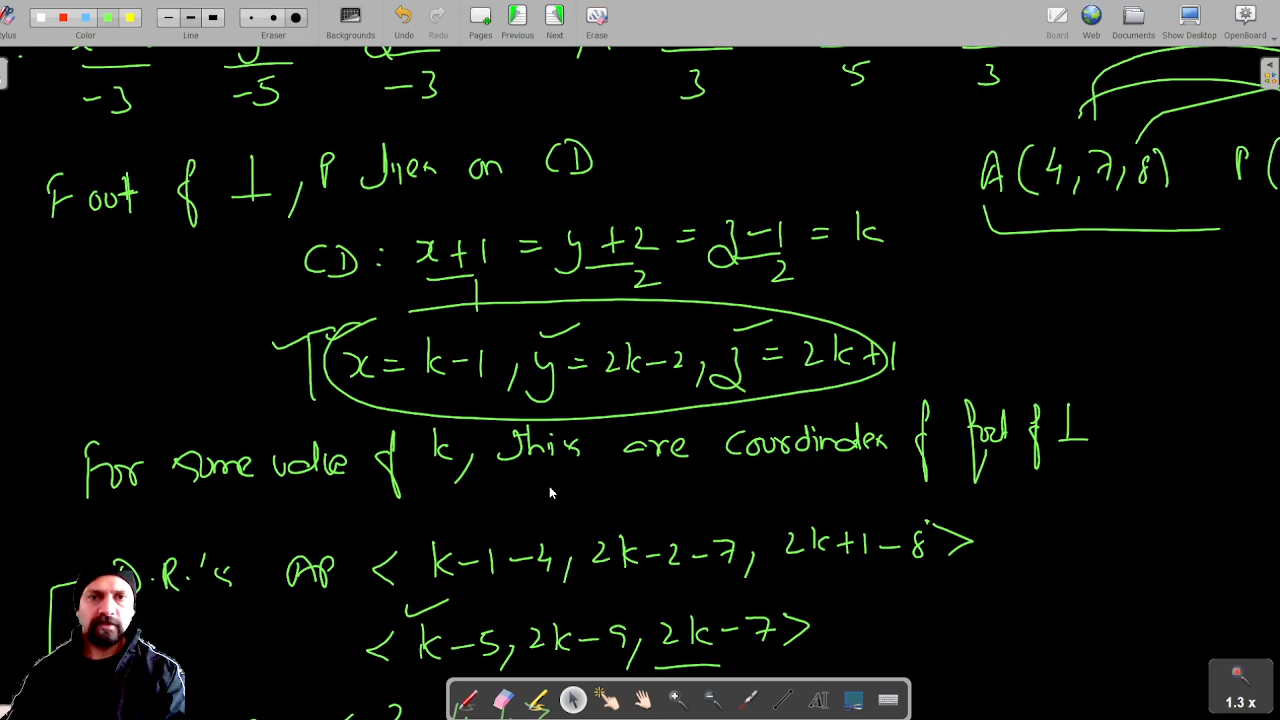 Stylus Color Line Eraser Backgrounds Undo Redo Pages Previous Next Erase Board Web Documents Show Desktop OpenBoard
-3 -5 -3 3 5 3
Foot of ⊥, P lies on CD
A(4,7,8) P(
CD: x+1/1 = y+2/2 = z-1/2 = k
x = k-1, y = 2k-2, z = 2k+1
For some value of k, this are coordinates of foot of ⊥
D.R.'s AP < k-1-4, 2k-2-7, 2k+1-8 >
< k-5, 2k-9, 2k-7 >
1.3 x